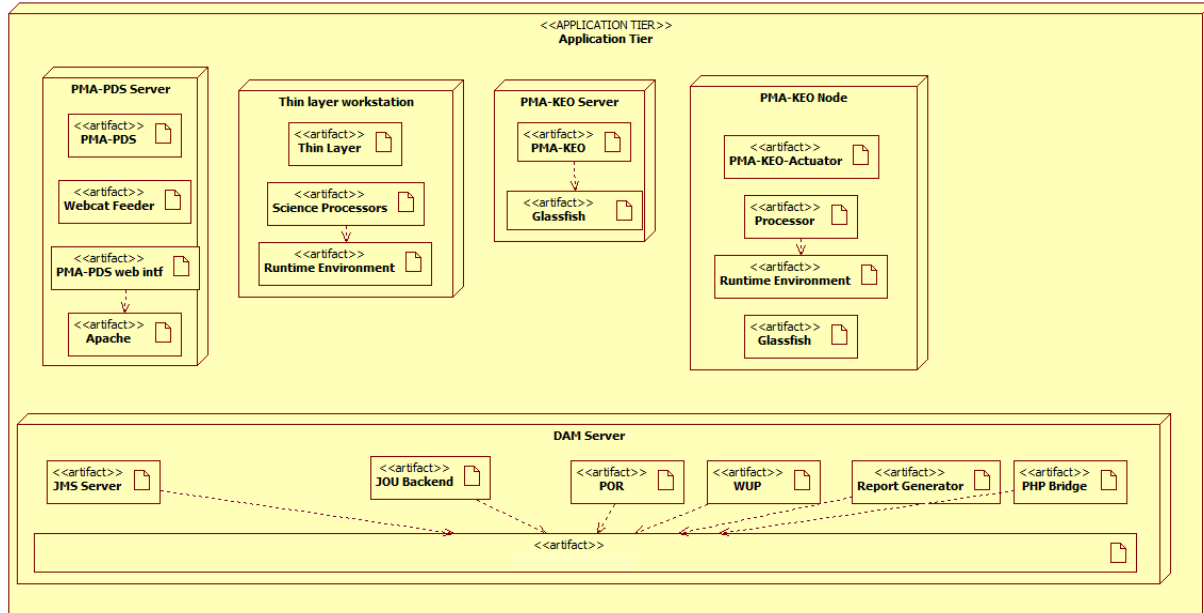 <<APPLICATION TIER>>
Application Tier
PMA-PDS Server
<<artifact>>
PMA-PDS
<<artifact>>
Webcat Feeder
<<artifact>>
PMA-PDS web intf
<<artifact>>
Apache
Thin layer workstation
<<artifact>>
Thin Layer
<<artifact>>
Science Processors
<<artifact>>
Runtime Environment
PMA-KEO Server
<<artifact>>
PMA-KEO
<<artifact>>
Glassfish
PMA-KEO Node
<<artifact>>
PMA-KEO-Actuator
<<artifact>>
Processor
<<artifact>>
Runtime Environment
<<artifact>>
Glassfish
DAM Server
<<artifact>>
JMS Server
<<artifact>>
JOU Backend
<<artifact>>
POR
<<artifact>>
WUP
<<artifact>>
Report Generator
<<artifact>>
PHP Bridge
<<artifact>>